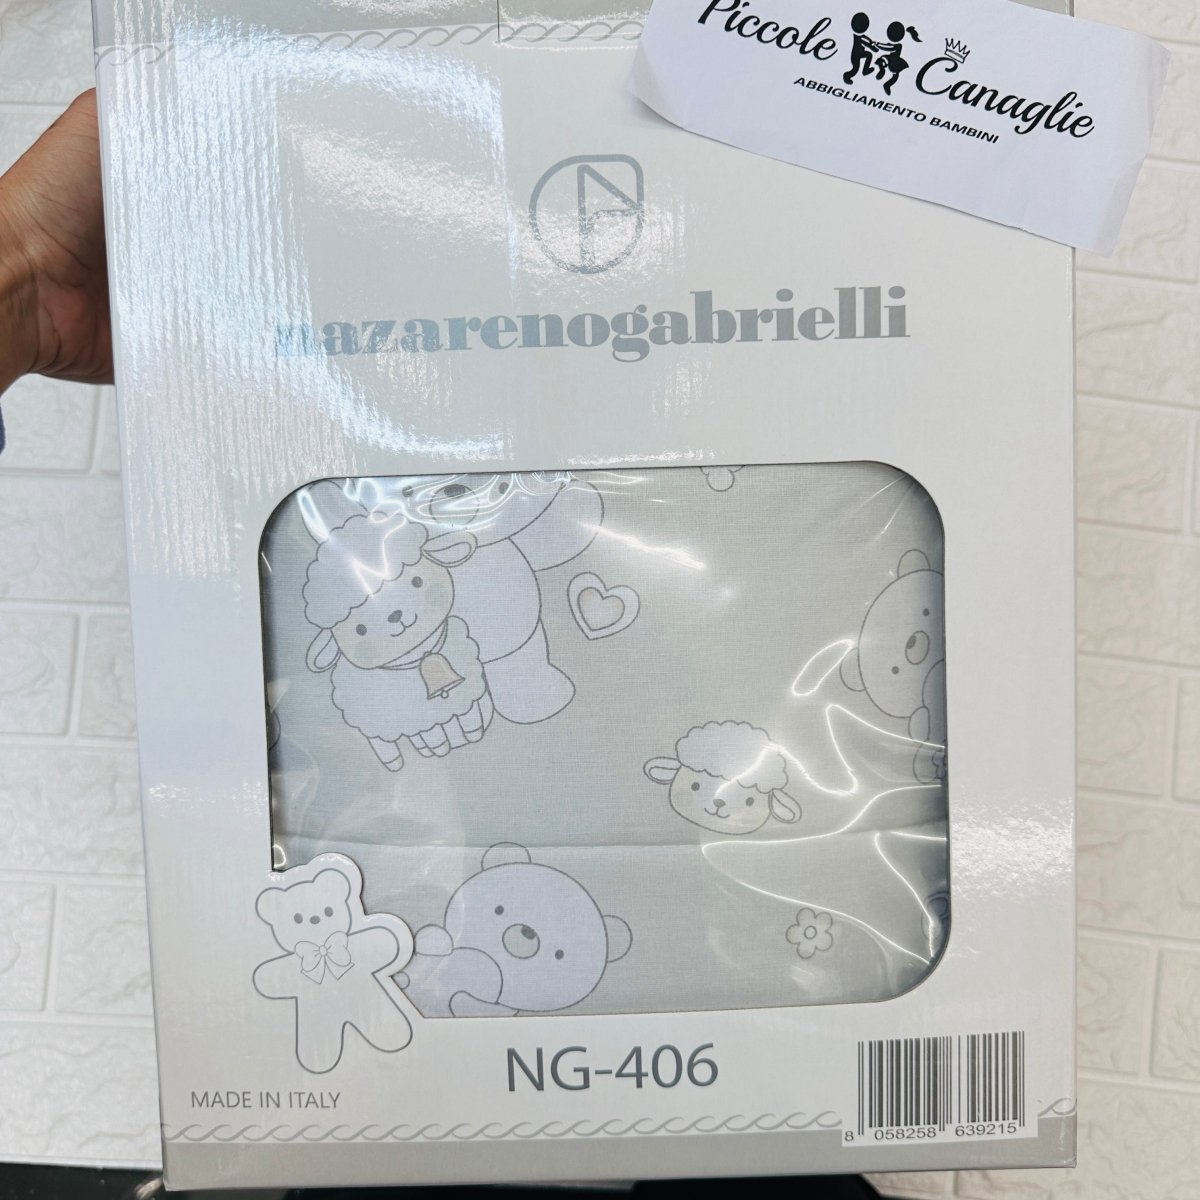 Piccole Canaglie
ABBIGLIAMENTO BAMBINI
nazarenogabrielli
NG-406
MADE IN ITALY
8 058258 639215